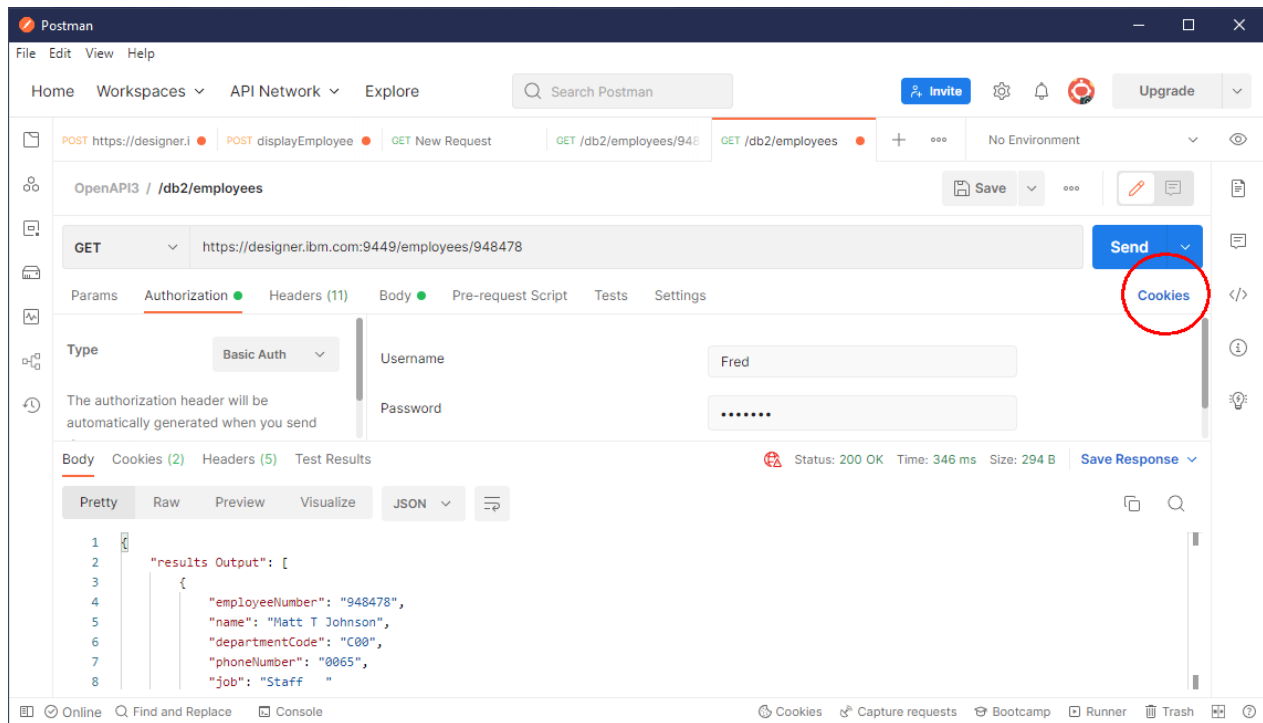 Postman
File Edit View Help
Home Workspaces API Network Explore Search Postman Invite Upgrade
POST https://designer.i POST displayEmployee GET New Request GET /db2/employees/948 GET /db2/employees No Environment
OpenAPI3 / /db2/employees Save
GET https://designer.ibm.com:9449/employees/948478 Send
Params Authorization Headers (11) Body Pre-request Script Tests Settings Cookies
Type Basic Auth Username Fred
The authorization header will be
automatically generated when you send
Password •••••••
Body Cookies (2) Headers (5) Test Results Status: 200 OK Time: 346 ms Size: 294 B Save Response
Pretty Raw Preview Visualize JSON
1 {
2 "results Output": [
3 {
4 "employeeNumber": "948478",
5 "name": "Matt T Johnson",
6 "departmentCode": "C00",
7 "phoneNumber": "0065",
8 "job": "Staff   "
Online Find and Replace Console Cookies Capture requests Bootcamp Runner Trash